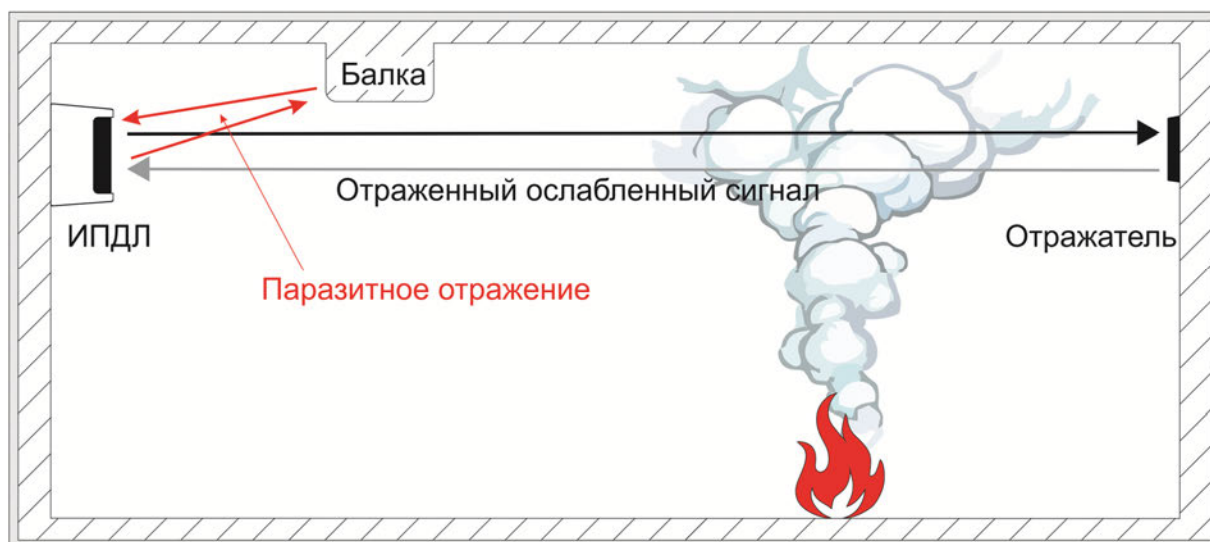 Балка
Отраженный ослабленный сигнал
ИПДЛ
Отражатель
Паразитное отражение